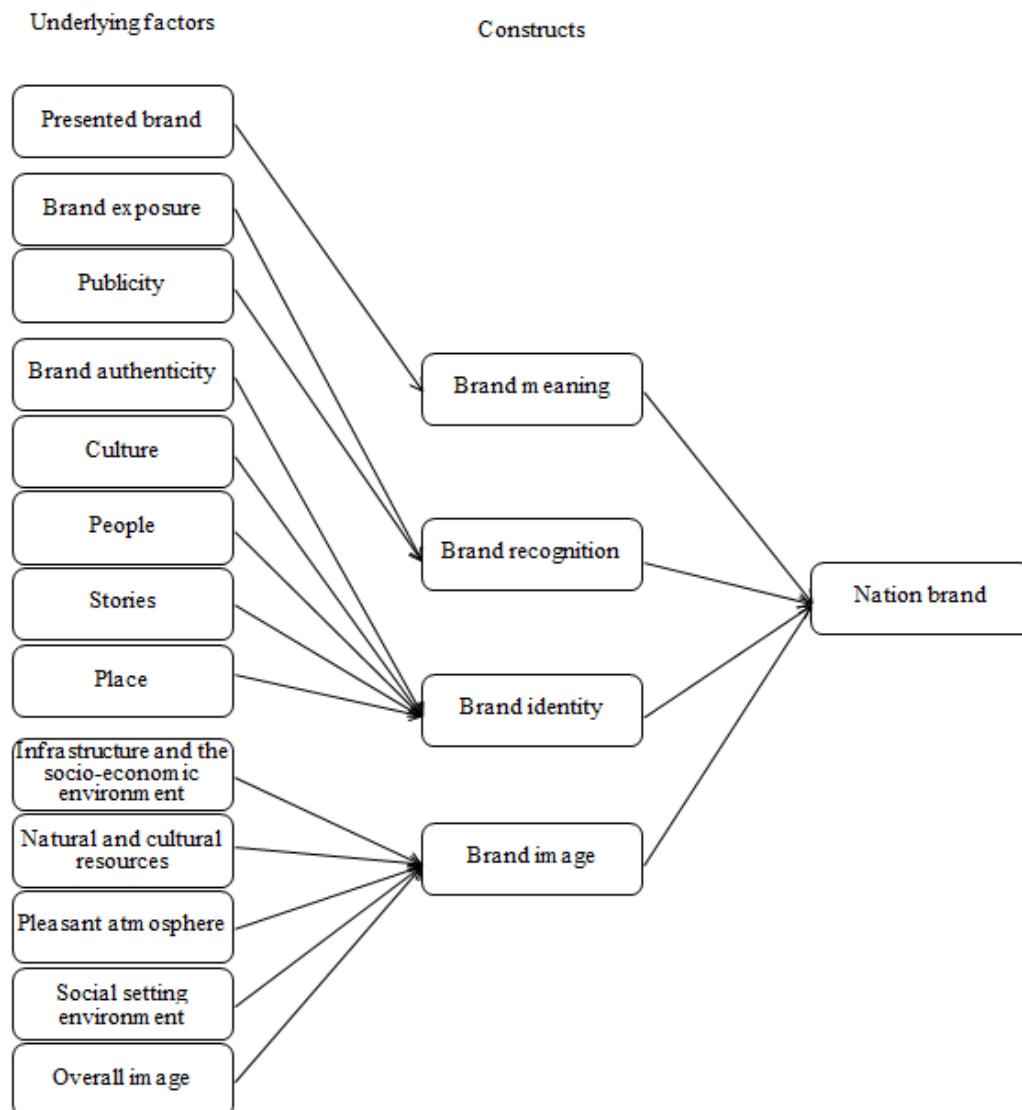 Underlying factors
Constructs
Presented brand
Brand exposure
Publicity
Brand authenticity
Culture
People
Stories
Place
Infrastructure and the
socio-economic
environment
Natural and cultural
resources
Pleasant atmosphere
Social setting
environment
Overall image
Brand meaning
Brand recognition
Brand identity
Brand image
Nation brand